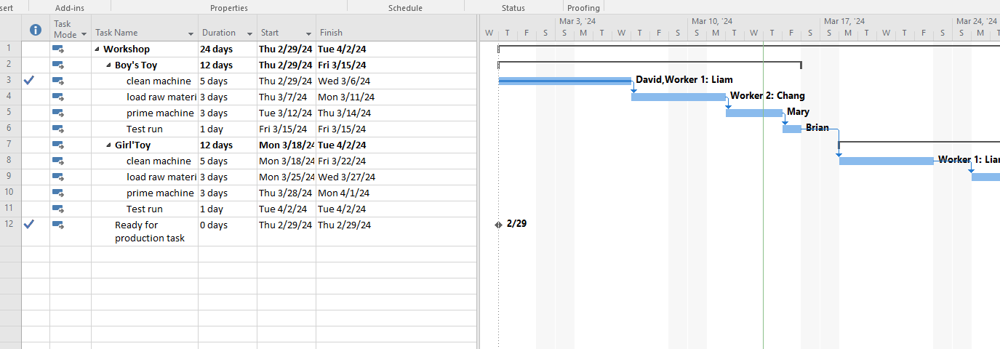 sert Add-ins Properties Schedule Status Proofing
Task Mode Task Name Duration Start Finish
Mar 3, '24 Mar 10, '24 Mar 17, '24 Mar 24, '24
W T F S S M T W T F S S M T W T F S S M T W T F S S M T
1 Workshop 24 days Thu 2/29/24 Tue 4/2/24
2 Boy's Toy 12 days Thu 2/29/24 Fri 3/15/24
3 clean machine 5 days Thu 2/29/24 Wed 3/6/24 David,Worker 1: Liam
4 load raw materi 3 days Thu 3/7/24 Mon 3/11/24 Worker 2: Chang
5 prime machine 3 days Tue 3/12/24 Thu 3/14/24 Mary
6 Test run 1 day Fri 3/15/24 Fri 3/15/24 Brian
7 Girl'Toy 12 days Mon 3/18/24 Tue 4/2/24
8 clean machine 5 days Mon 3/18/24 Fri 3/22/24 Worker 1: Liar
9 load raw materi 3 days Mon 3/25/24 Wed 3/27/24
10 prime machine 3 days Thu 3/28/24 Mon 4/1/24
11 Test run 1 day Tue 4/2/24 Tue 4/2/24
12 Ready for production task 0 days Thu 2/29/24 Thu 2/29/24 2/29